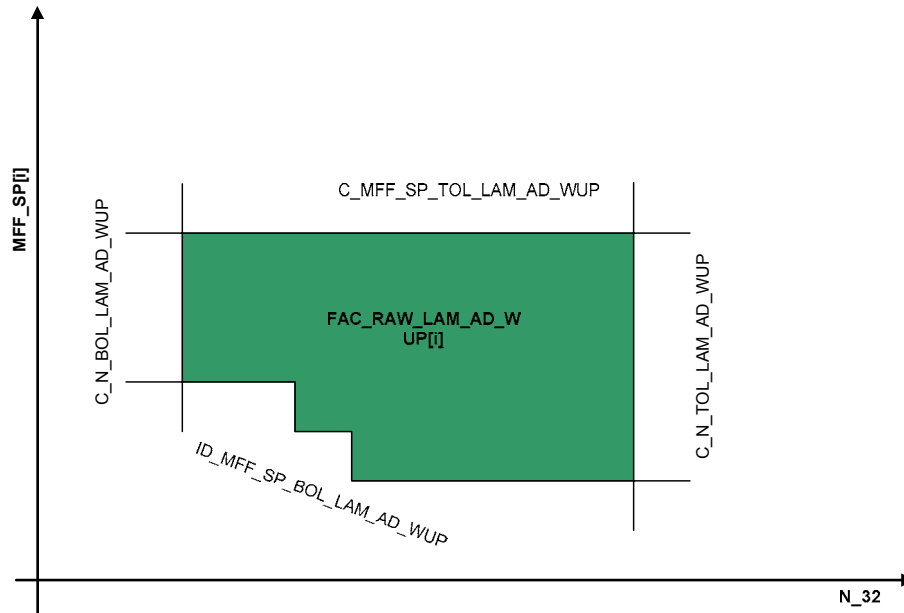 MFF_SP[i]
C_MFF_SP_TOL_LAM_AD_WUP
C_N_BOL_LAM_AD_WUP
FAC_RAW_LAM_AD_W
UP[i]
C_N_TOL_LAM_AD_WUP
ID_MFF_SP_BOL_LAM_AD_WUP
N_32